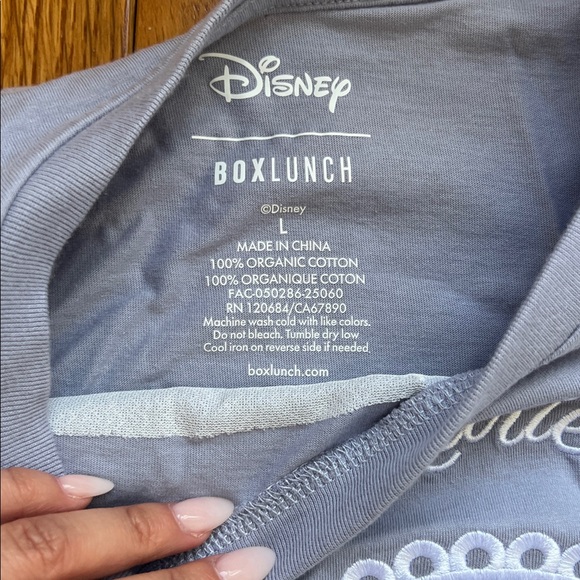 Disney
BOXLUNCH
©Disney
L
MADE IN CHINA
100% ORGANIC COTTON
100% ORGANIQUE COTON
FAC-050286-25060
RN 120684/CA67890
Machine wash cold with like colors.
Do not bleach. Tumble dry low
Cool iron on reverse side if needed.
boxlunch.com